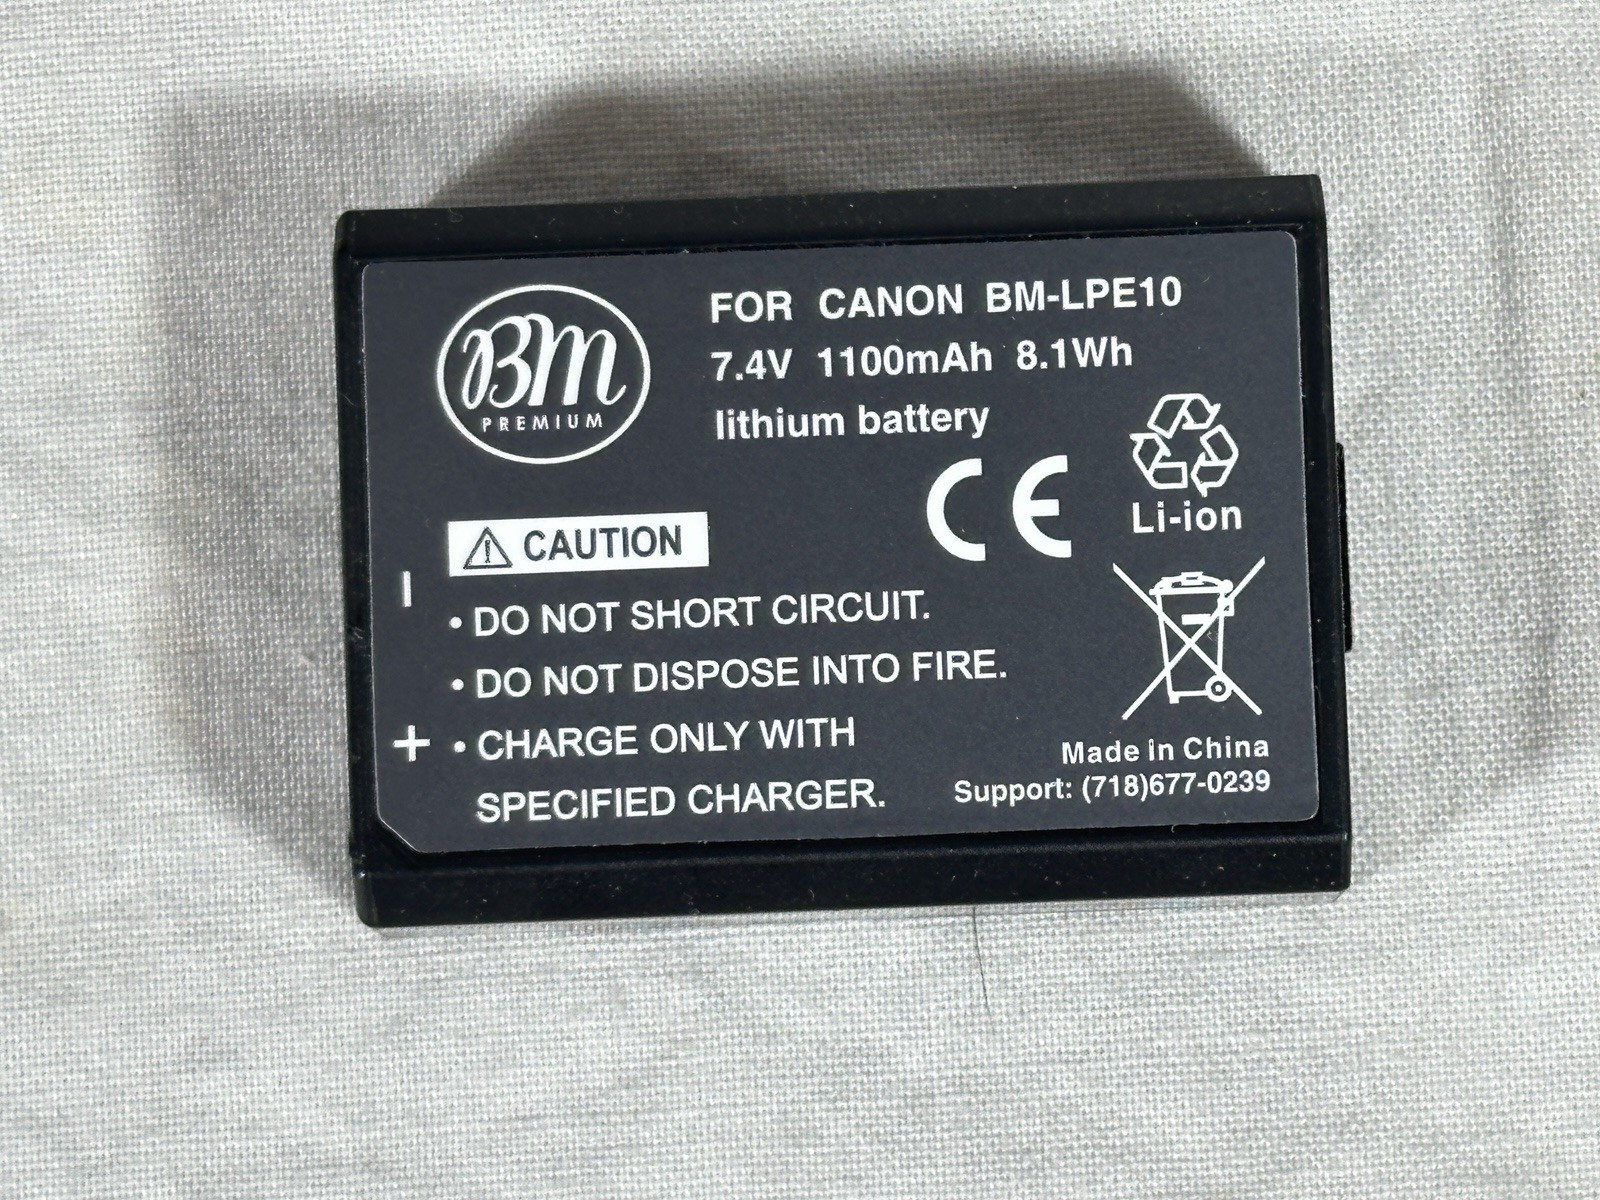 BM
PREMIUM
FOR CANON BM-LPE10
7.4V 1100mAh 8.1Wh
lithium battery
CE
Li-ion
CAUTION
- 
• DO NOT SHORT CIRCUIT.
• DO NOT DISPOSE INTO FIRE.
+
• CHARGE ONLY WITH
SPECIFIED CHARGER.
Made in China
Support: (718)677-0239